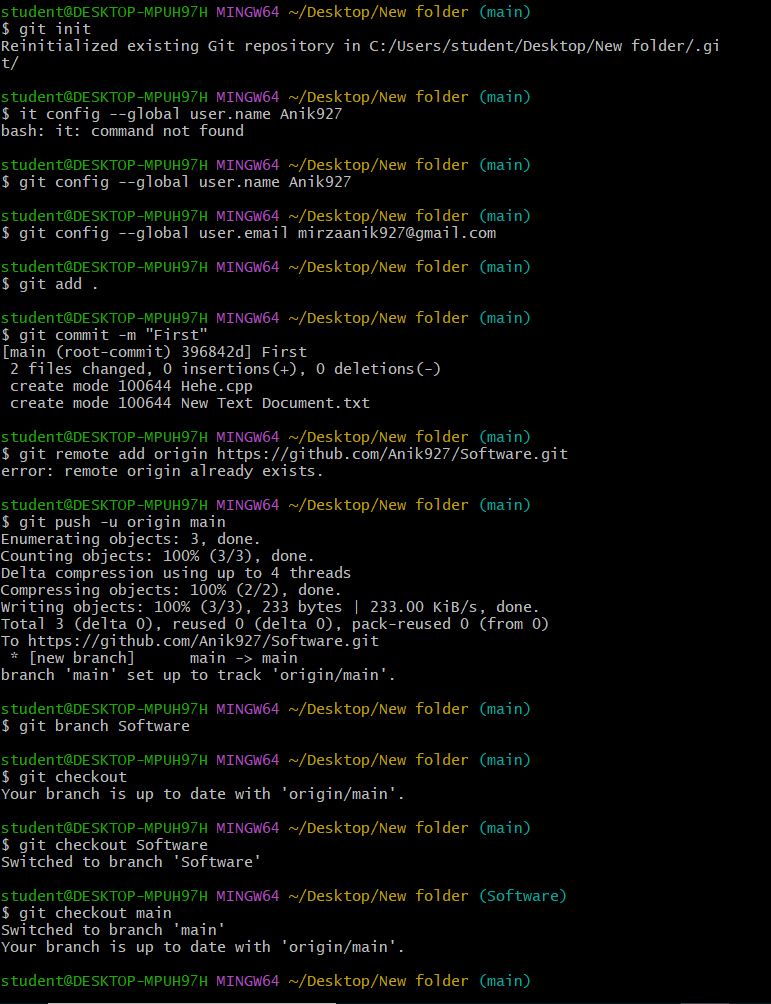 student@DESKTOP-MPUH97H MINGW64 ~/Desktop/New folder (main)
$ git init
Reinitialized existing Git repository in C:/Users/student/Desktop/New folder/.gi
t/

student@DESKTOP-MPUH97H MINGW64 ~/Desktop/New folder (main)
$ it config --global user.name Anik927
bash: it: command not found

student@DESKTOP-MPUH97H MINGW64 ~/Desktop/New folder (main)
$ git config --global user.name Anik927

student@DESKTOP-MPUH97H MINGW64 ~/Desktop/New folder (main)
$ git config --global user.email mirzaanik927@gmail.com

student@DESKTOP-MPUH97H MINGW64 ~/Desktop/New folder (main)
$ git add .

student@DESKTOP-MPUH97H MINGW64 ~/Desktop/New folder (main)
$ git commit -m "First"
[main (root-commit) 396842d] First
 2 files changed, 0 insertions(+), 0 deletions(-)
 create mode 100644 Hehe.cpp
 create mode 100644 New Text Document.txt

student@DESKTOP-MPUH97H MINGW64 ~/Desktop/New folder (main)
$ git remote add origin https://github.com/Anik927/Software.git
error: remote origin already exists.

student@DESKTOP-MPUH97H MINGW64 ~/Desktop/New folder (main)
$ git push -u origin main
Enumerating objects: 3, done.
Counting objects: 100% (3/3), done.
Delta compression using up to 4 threads
Compressing objects: 100% (2/2), done.
Writing objects: 100% (3/3), 233 bytes | 233.00 KiB/s, done.
Total 3 (delta 0), reused 0 (delta 0), pack-reused 0 (from 0)
To https://github.com/Anik927/Software.git
 * [new branch]      main -> main
branch 'main' set up to track 'origin/main'.

student@DESKTOP-MPUH97H MINGW64 ~/Desktop/New folder (main)
$ git branch Software

student@DESKTOP-MPUH97H MINGW64 ~/Desktop/New folder (main)
$ git checkout
Your branch is up to date with 'origin/main'.

student@DESKTOP-MPUH97H MINGW64 ~/Desktop/New folder (main)
$ git checkout Software
Switched to branch 'Software'

student@DESKTOP-MPUH97H MINGW64 ~/Desktop/New folder (Software)
$ git checkout main
Switched to branch 'main'
Your branch is up to date with 'origin/main'.

student@DESKTOP-MPUH97H MINGW64 ~/Desktop/New folder (main)